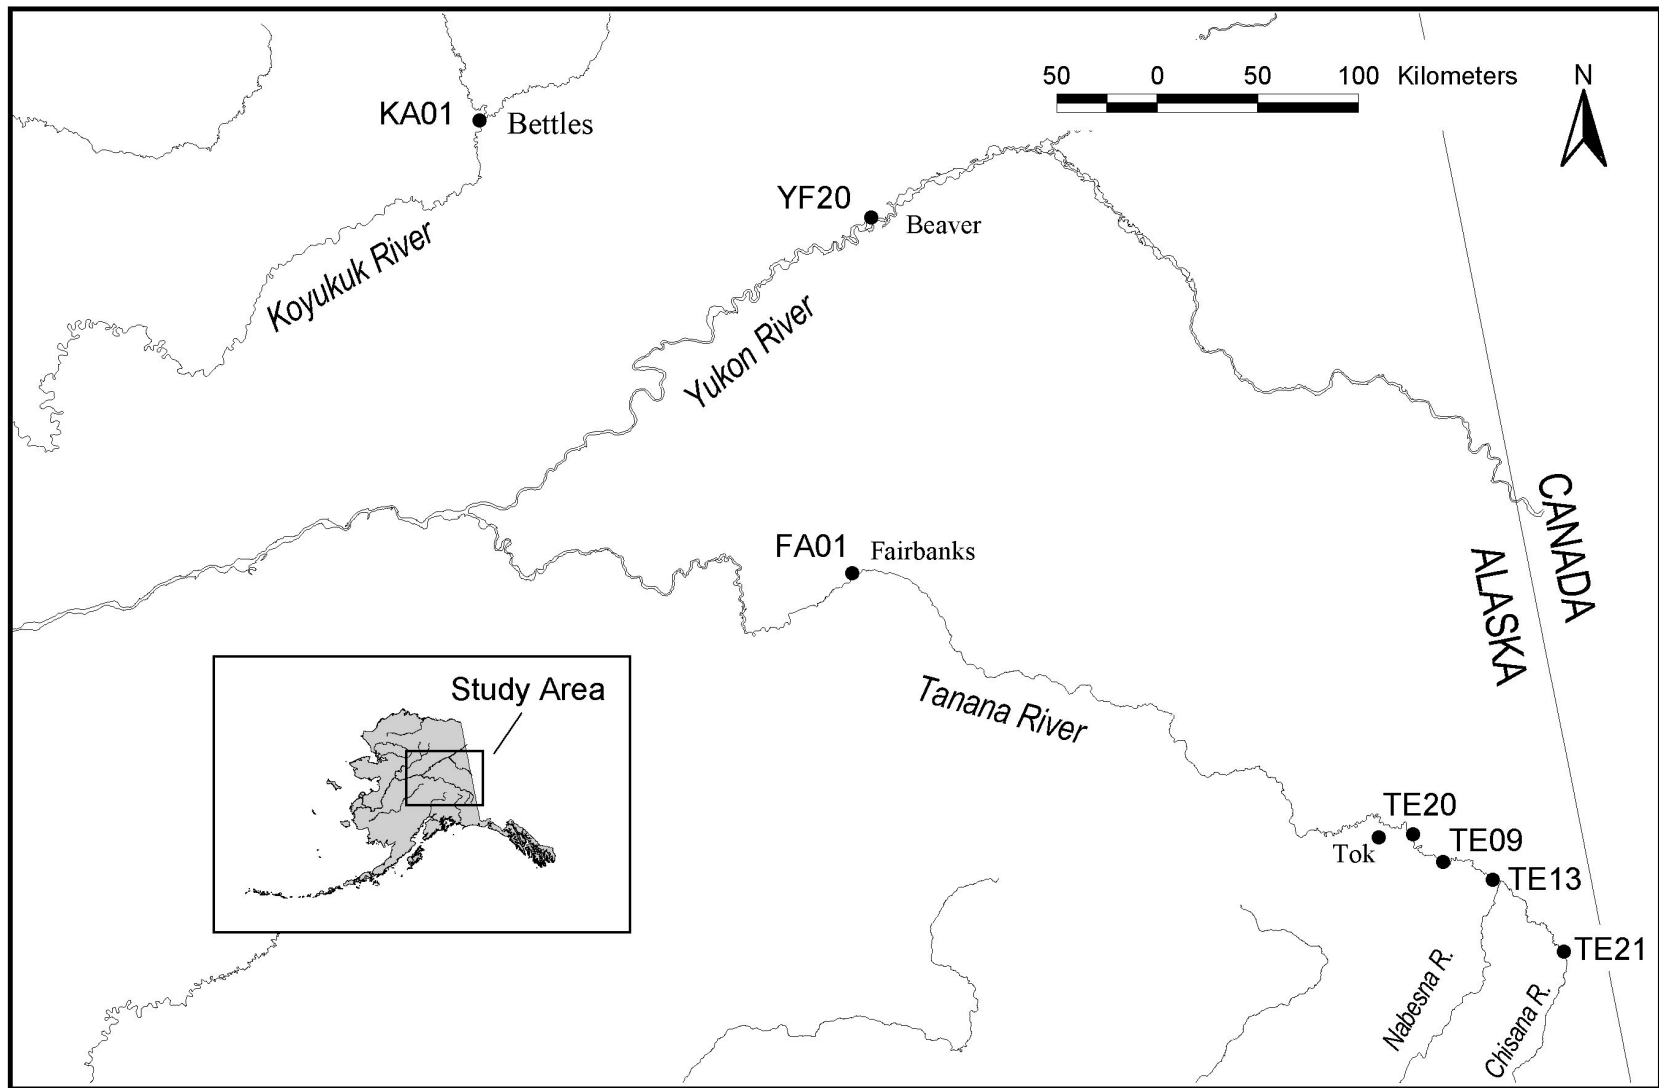 50 0 50 100 Kilometers
N
KA01
Bettles
YF20
Beaver
Koyukuk River
Yukon River
CANADA
ALASKA
FA01
Fairbanks
Study Area
Tanana River
TE20
Tok
TE09
TE13
TE21
Nabesna R.
Chisana R.